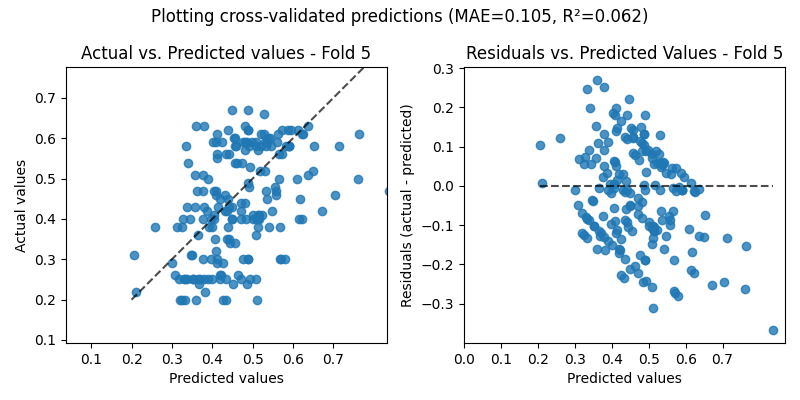 Plotting cross-validated predictions (MAE=0.105, R²=0.062)
Actual vs. Predicted values - Fold 5
Actual values
0.7
0.6
0.5
0.4
0.3
0.2
0.1
0.1 0.2 0.3 0.4 0.5 0.6 0.7
Predicted values
Residuals vs. Predicted Values - Fold 5
Residuals (actual - predicted)
0.3
0.2
0.1
0.0
−0.1
−0.2
−0.3
0.0 0.1 0.2 0.3 0.4 0.5 0.6 0.7
Predicted values